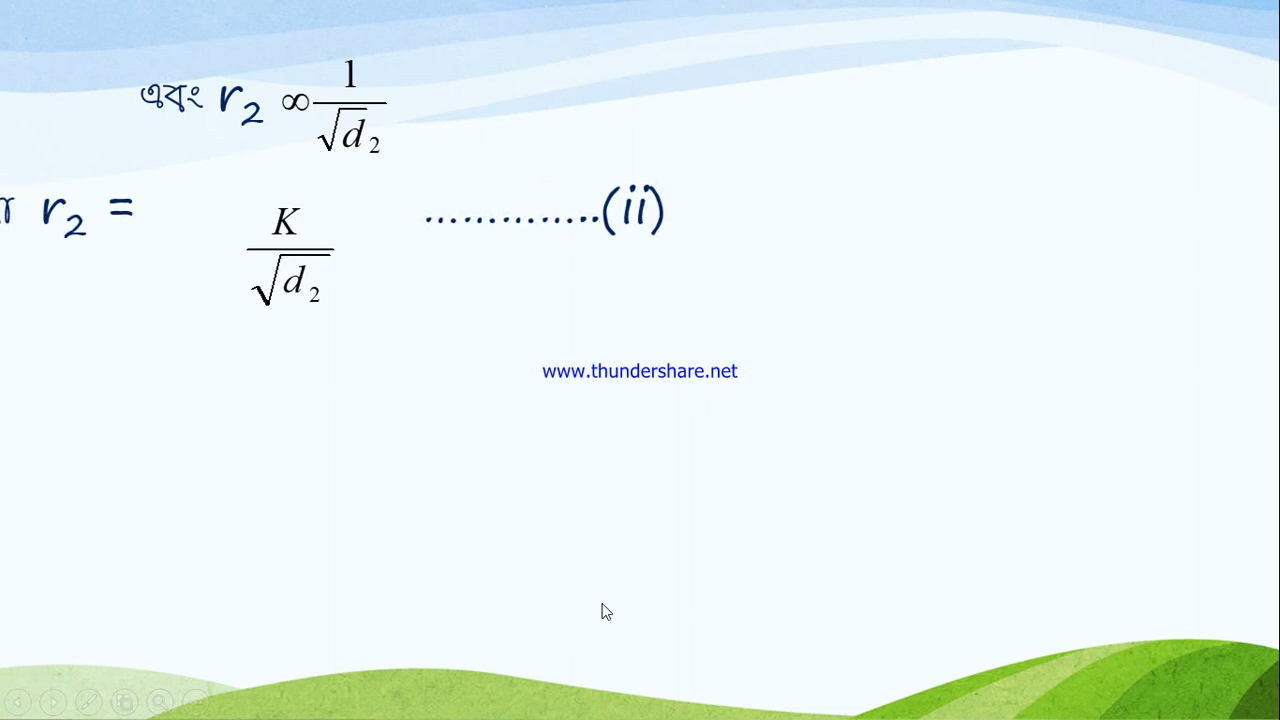 এবং r₂ ∞ 1/√d₂
r₂ = K/√d₂ ..............(ii)
www.thundershare.net